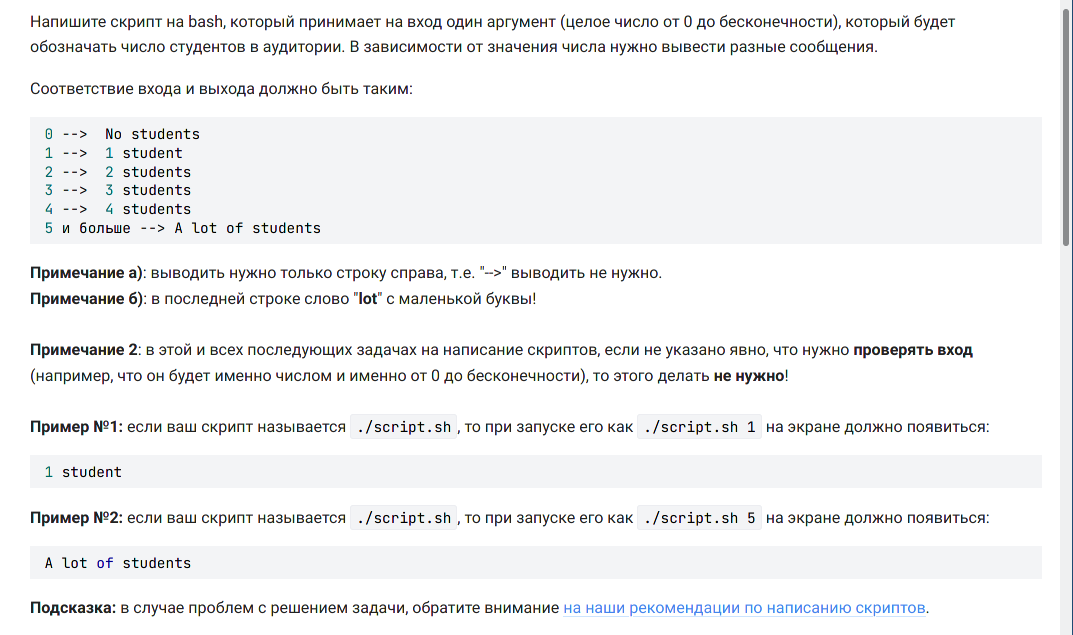 Напишите скрипт на bash, который принимает на вход один аргумент (целое число от 0 до бесконечности), который будет
обозначать число студентов в аудитории. В зависимости от значения числа нужно вывести разные сообщения.
Соответствие входа и выхода должно быть таким:
0 -->  No students
1 -->  1 student
2 -->  2 students
3 -->  3 students
4 -->  4 students
5 и больше --> A lot of students
Примечание а): выводить нужно только строку справа, т.е. "-->" выводить не нужно.
Примечание б): в последней строке слово "lot" с маленькой буквы!
Примечание 2: в этой и всех последующих задачах на написание скриптов, если не указано явно, что нужно проверять вход
(например, что он будет именно числом и именно от 0 до бесконечности), то этого делать не нужно!
Пример №1: если ваш скрипт называется ./script.sh, то при запуске его как ./script.sh 1 на экране должно появиться:
1 student
Пример №2: если ваш скрипт называется ./script.sh, то при запуске его как ./script.sh 5 на экране должно появиться:
A lot of students
Подсказка: в случае проблем с решением задачи, обратите внимание на наши рекомендации по написанию скриптов.